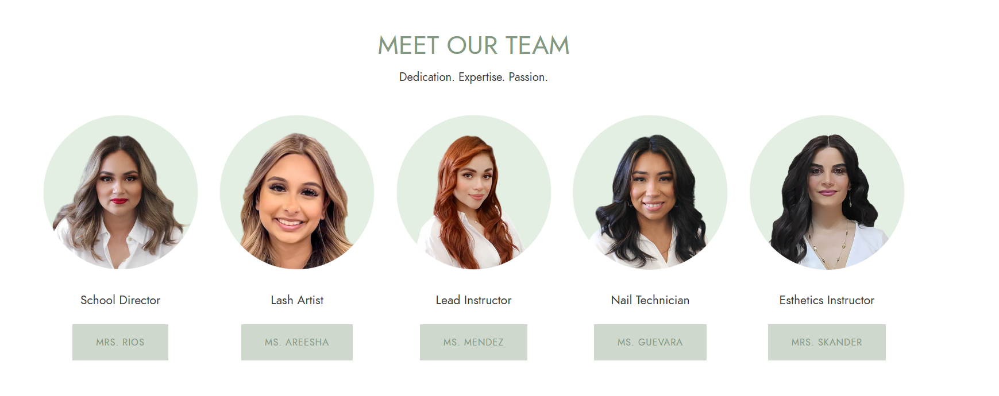 MEET OUR TEAM
Dedication. Expertise. Passion.
School Director
Lash Artist
Lead Instructor
Nail Technician
Esthetics Instructor
MRS. RIOS
MS. AREESHA
MS. MENDEZ
MS. GUEVARA
MRS. SKANDER